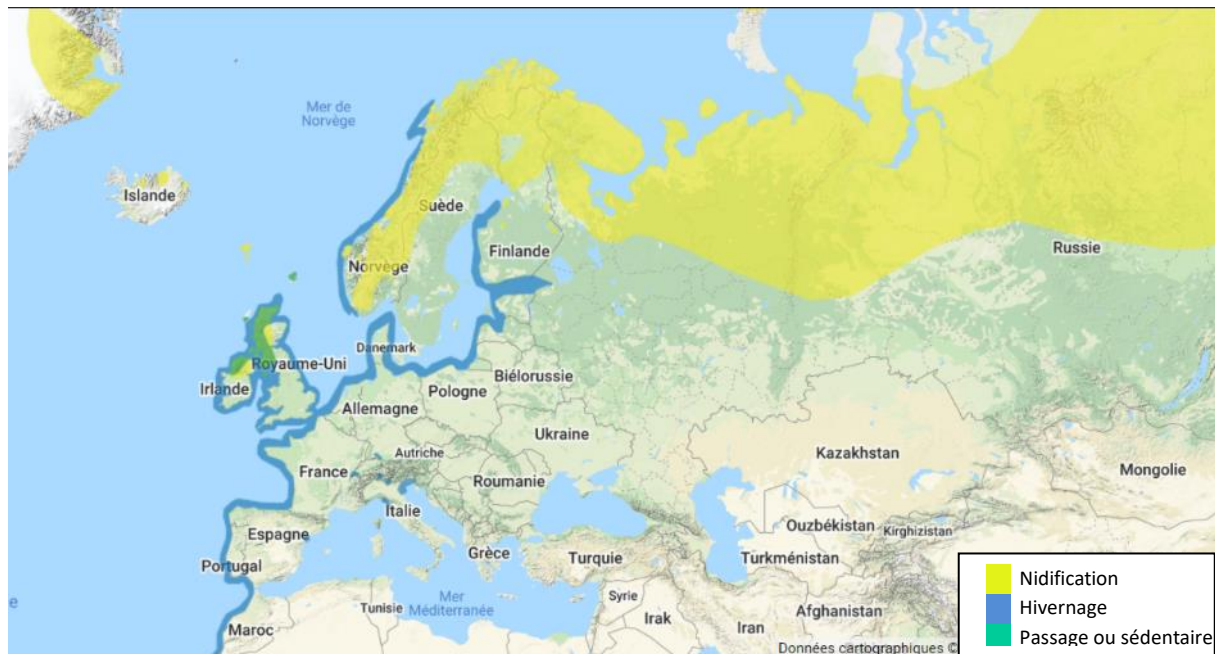 Mer de
Norvège
Islande
Suède
Finlande
Russie
Norvège
Danemark
Royaume-Uni
Irlande
Biélorussie
Pologne
Allemagne
Ukraine
Kazakhstan
Autriche
France
Mongolie
Roumanie
Italie
Ouzbékistan
Kirghizistan
Espagne
Grèce
Turquie
Turkménistan
Portugal
Mer
Méditerranée
Syrie
Tunisie
Irak
Iran
Afghanistan
Maroc
Données cartographiques ©
e
Nidification
Hivernage
Passage ou sédentaire